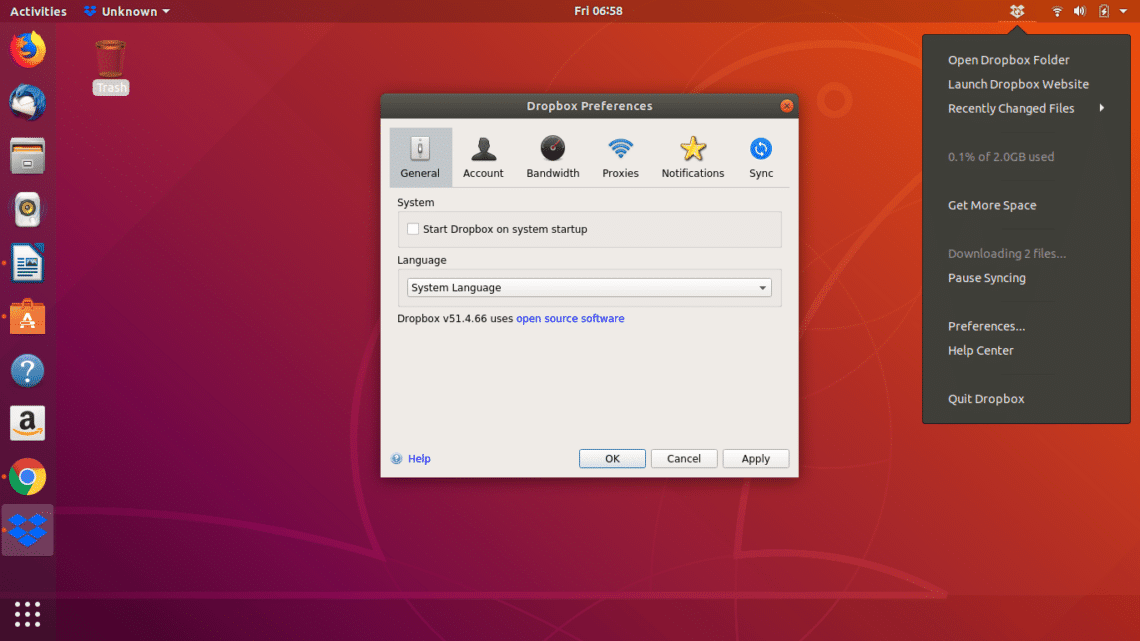 Activities Unknown Fri 06:58
Trash
Dropbox Preferences
General Account Bandwidth Proxies Notifications Sync
System
Start Dropbox on system startup
Language
System Language
Dropbox v51.4.66 uses open source software
Help OK Cancel Apply
Open Dropbox Folder
Launch Dropbox Website
Recently Changed Files
0.1% of 2.0GB used
Get More Space
Downloading 2 files...
Pause Syncing
Preferences...
Help Center
Quit Dropbox